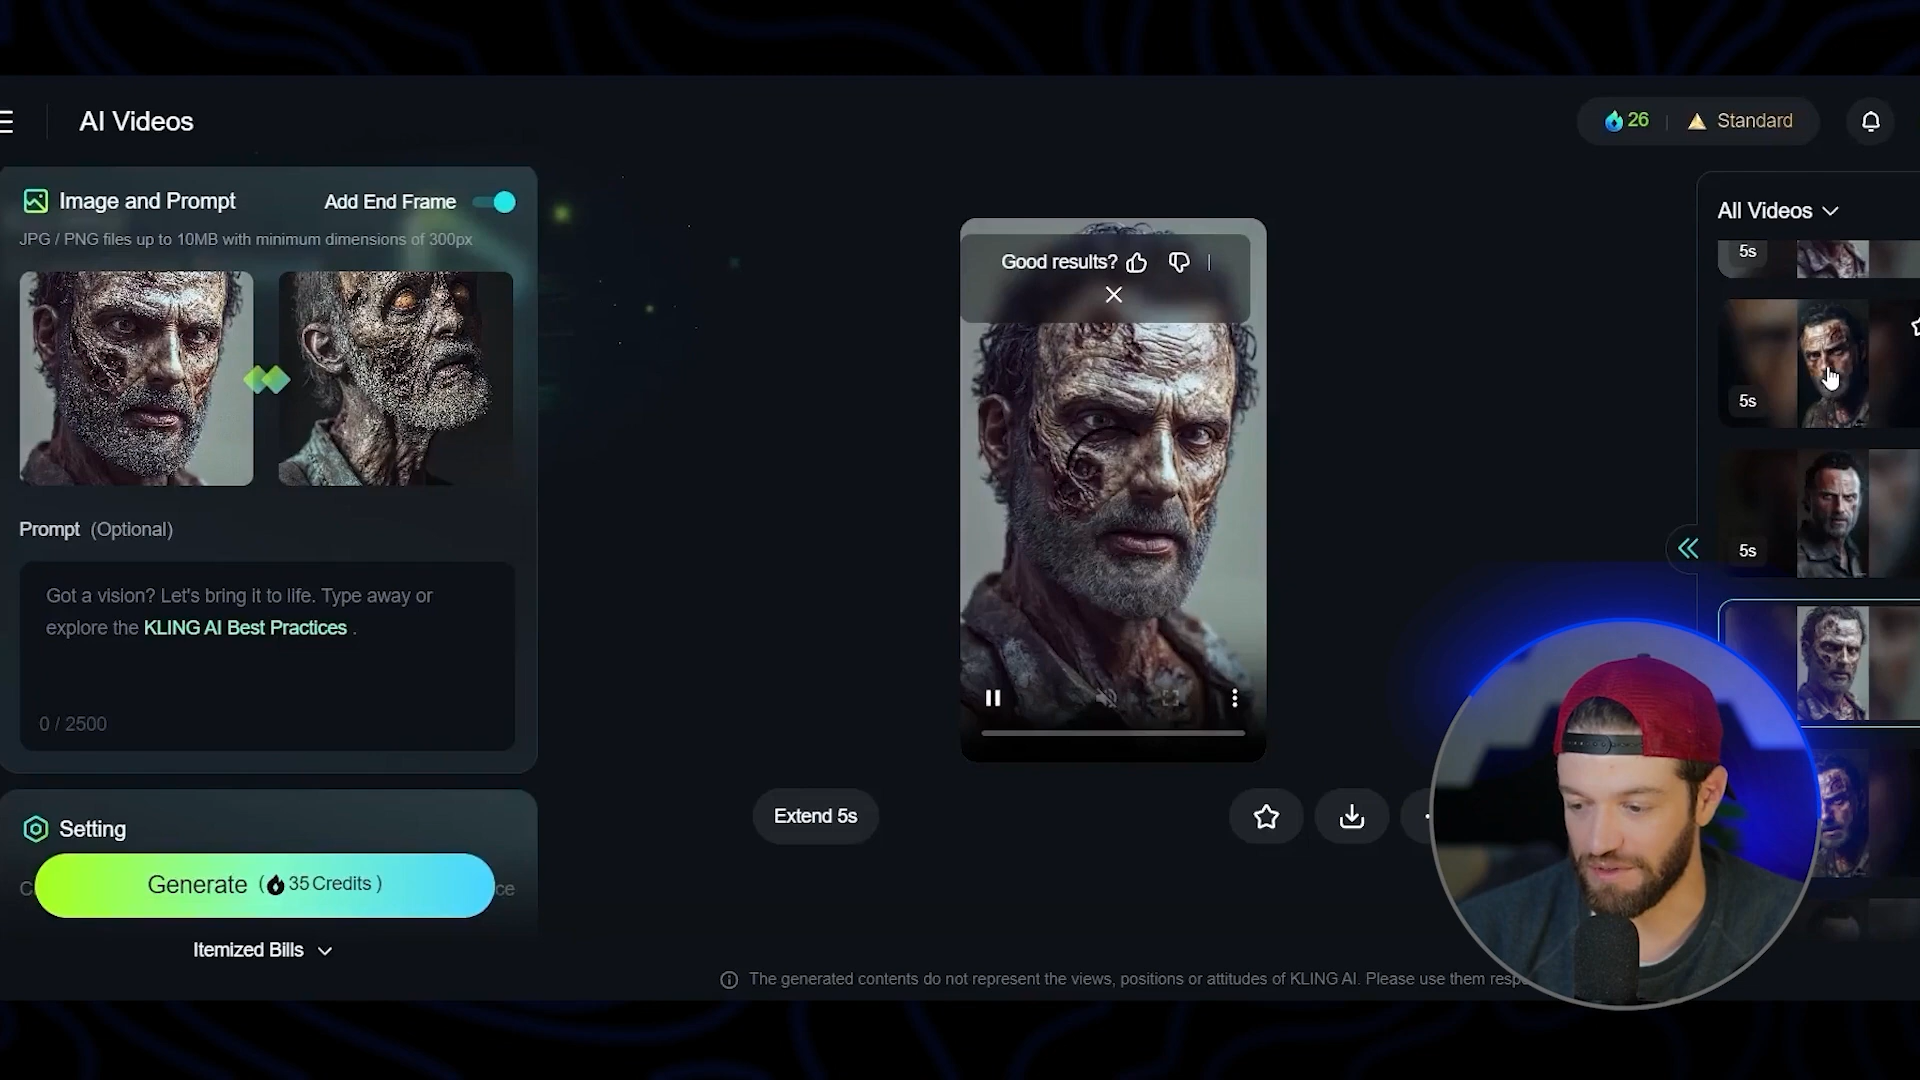 AI Videos
26
Standard
Image and Prompt
Add End Frame
JPG / PNG files up to 10MB with minimum dimensions of 300px
Prompt (Optional)
Got a vision? Let's bring it to life. Type away or
explore the KLING AI Best Practices .
0 / 2500
Setting
Generate ( 35 Credits )
Itemized Bills
Good results?
Extend 5s
The generated contents do not represent the views, positions or attitudes of KLING AI. Please use them
All Videos
5s
5s
5s